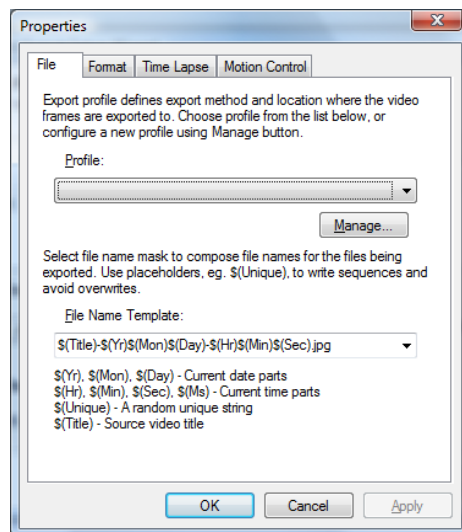 Properties
File Format Time Lapse Motion Control
Export profile defines export method and location where the video
frames are exported to. Choose profile from the list below, or
configure a new profile using Manage button.
Profile:
Manage...
Select file name mask to compose file names for the files being
exported. Use placeholders, eg. $(Unique), to write sequences and
avoid overwrites.
File Name Template:
$(Title)-$(Yr)$(Mon)$(Day)-$(Hr)$(Min)$(Sec).jpg
$(Yr), $(Mon), $(Day) - Current date parts
$(Hr), $(Min), $(Sec), $(Ms) - Current time parts
$(Unique) - A random unique string
$(Title) - Source video title
OK Cancel Apply